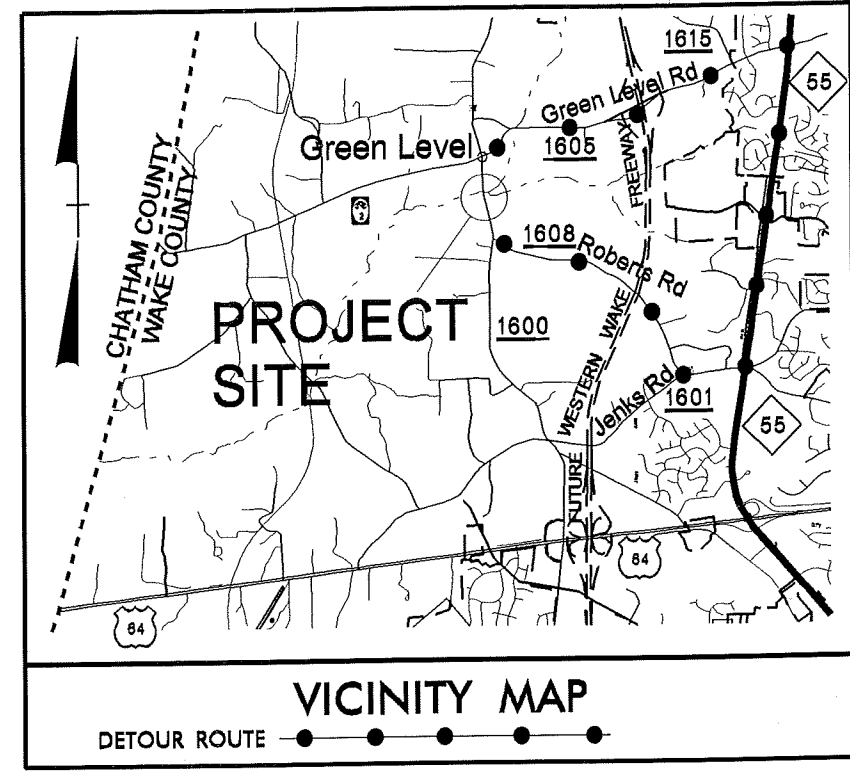 1615
55
Green Level Rd
Green Level
1605
FREEWAY
CHATHAM COUNTY
WAKE COUNTY
2
1608
Roberts Rd
PROJECT
SITE
1600
WESTERN WAKE
Jenks Rd
1601
55
FUTURE
64
64
VICINITY MAP
DETOUR ROUTE